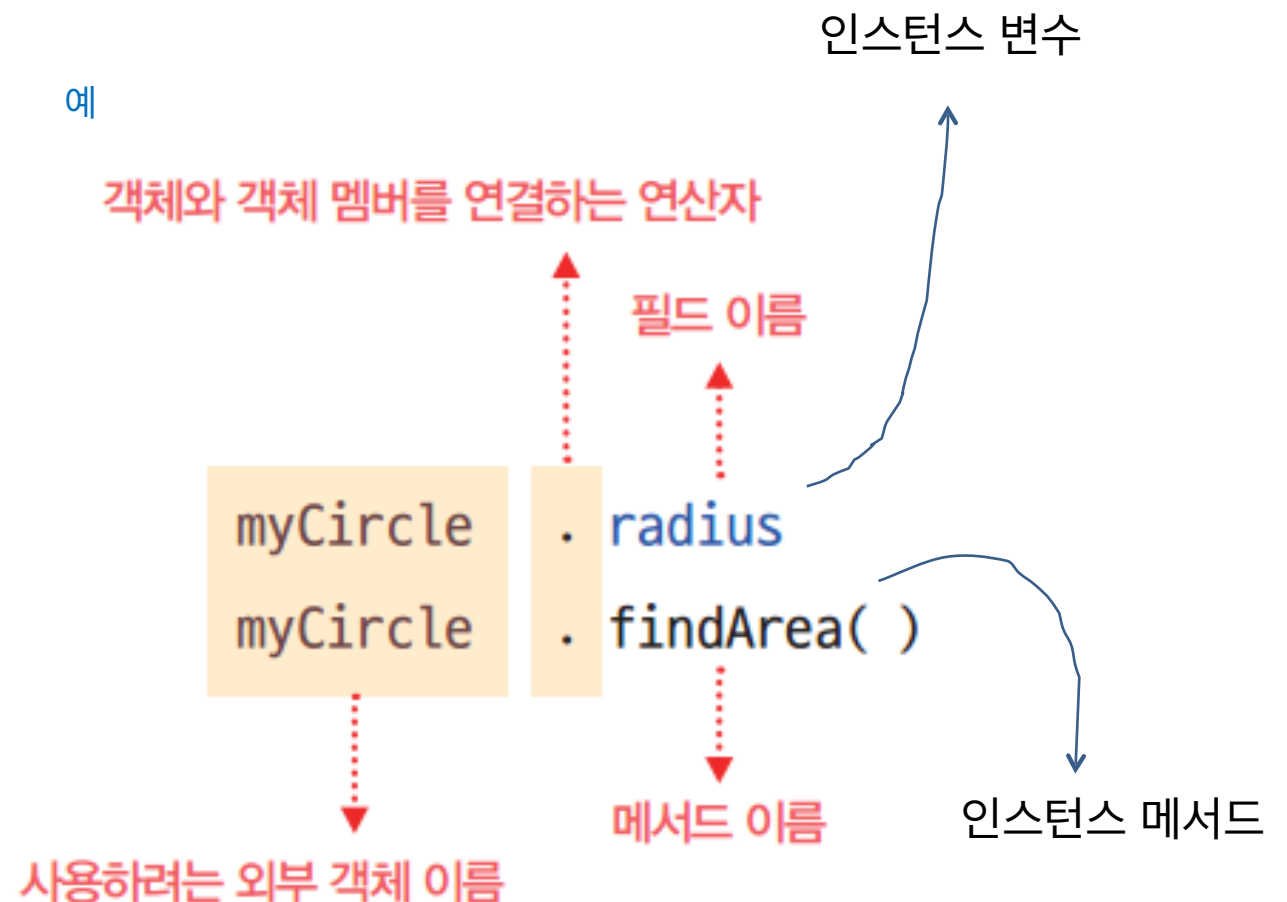 인스턴스 변수
예
객체와 객체 멤버를 연결하는 연산자
필드 이름
myCircle . radius
myCircle . findArea( )
메서드 이름
인스턴스 메서드
사용하려는 외부 객체 이름